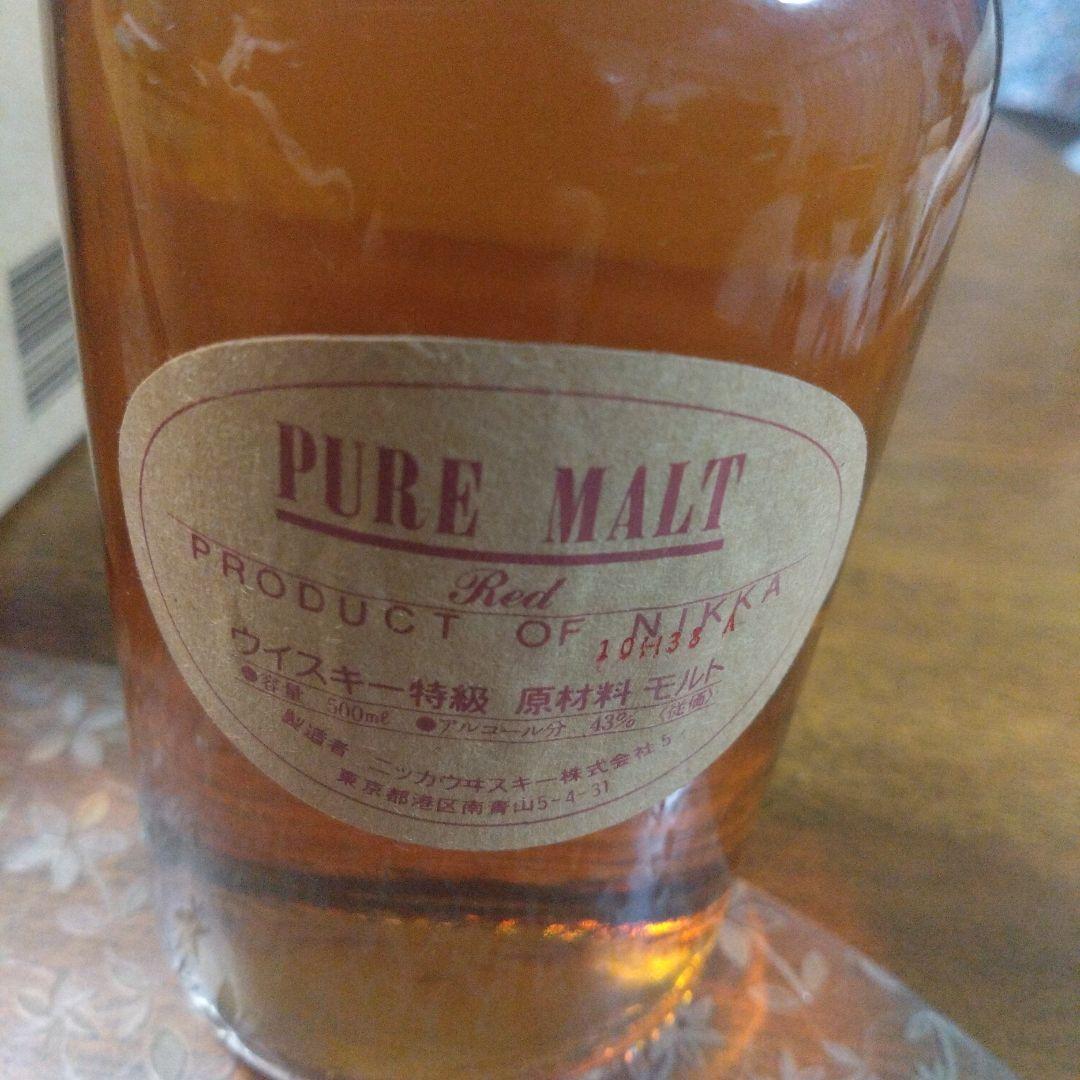 PURE MALT
Red
PRODUCT OF NIKKA
10H38 A
ウイスキー特級 原材料 モルト
●容量 500ml ●アルコール分 43% (従価)
製造者 ニッカウヰスキー株式会社 5
東京都港区南青山5-4-31